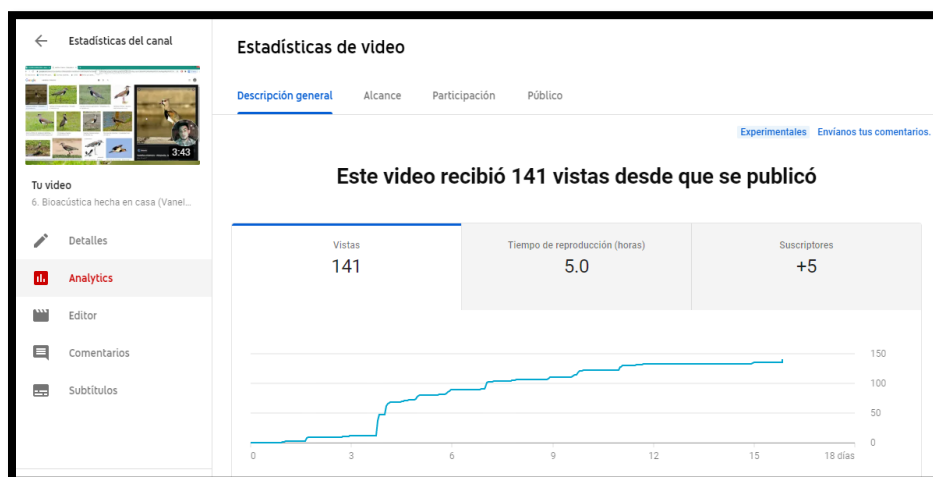 Estadísticas del canal
3:43
Tu video
6. Bioacústica hecha en casa (Vanel...
Detalles
Analytics
Editor
Comentarios
Subtítulos
Estadísticas de video
Descripción general Alcance Participación Público
Experimentales Envíanos tus comentarios.
Este video recibió 141 vistas desde que se publicó
Vistas Tiempo de reproducción (horas) Suscriptores
141 5.0 +5
150
100
50
0
0 3 6 9 12 15 18 días